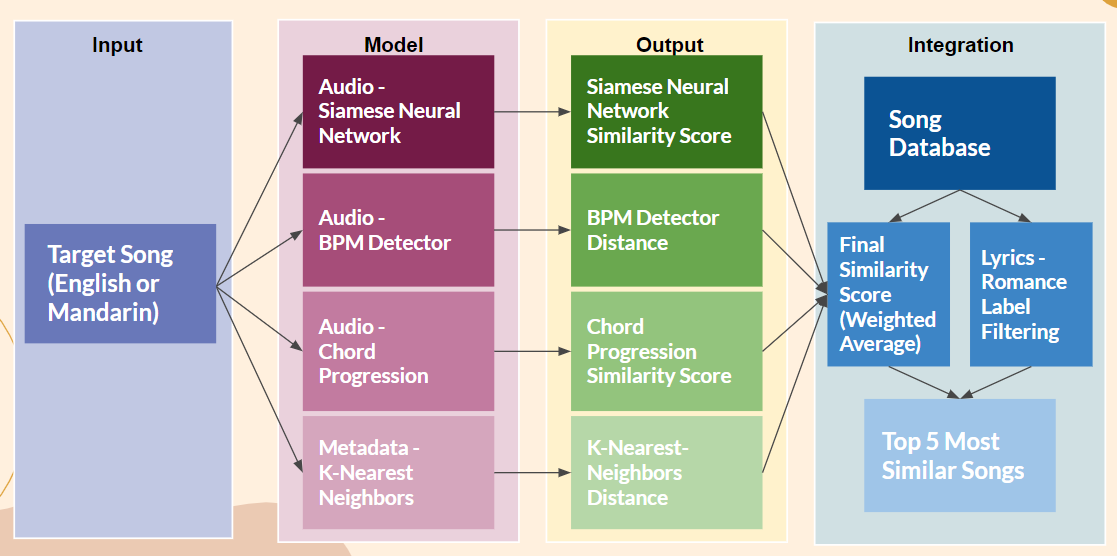 Input
Target Song
(English or
Mandarin)
Model
Audio -
Siamese Neural
Network
Audio -
BPM Detector
Audio -
Chord
Progression
Metadata -
K-Nearest
Neighbors
Output
Siamese Neural
Network
Similarity Score
BPM Detector
Distance
Chord
Progression
Similarity Score
K-Nearest-
Neighbors
Distance
Integration
Song
Database
Final
Similarity
Score
(Weighted
Average)
Lyrics -
Romance
Label
Filtering
Top 5 Most
Similar Songs